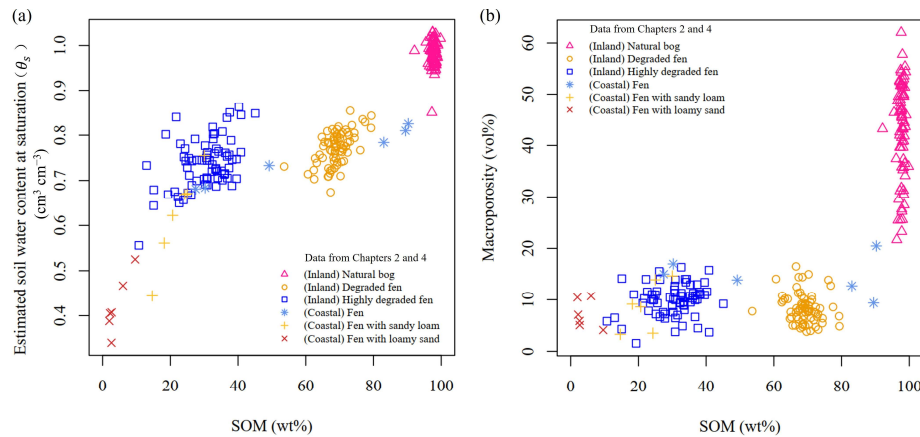 (a)
Estimated soil water content at saturation (θs)
(cm³ cm⁻³)
1.0
0.9
0.8
0.7
0.6
0.5
0.4
Data from Chapters 2 and 4
(Inland) Natural bog
(Inland) Degraded fen
(Inland) Highly degraded fen
(Coastal) Fen
(Coastal) Fen with sandy loam
(Coastal) Fen with loamy sand
0 20 40 60 80 100
SOM (wt%)
(b)
Macroporosity (vol%)
60
50
40
30
20
10
0
Data from Chapters 2 and 4
(Inland) Natural bog
(Inland) Degraded fen
(Inland) Highly degraded fen
(Coastal) Fen
(Coastal) Fen with sandy loam
(Coastal) Fen with loamy sand
0 20 40 60 80 100
SOM (wt%)